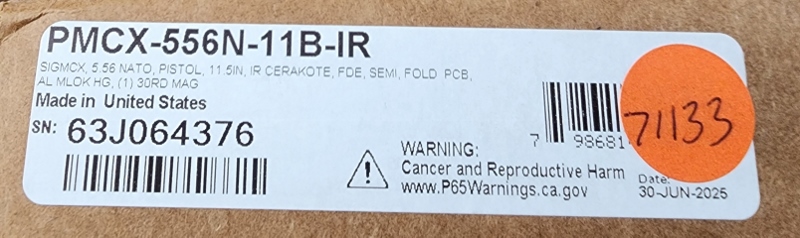 PMCX-556N-11B-IR
SIGMCX, 5.56 NATO, PISTOL, 11.5IN, IR CERAKOTE, FDE, SEMI, FOLD PCB,
AL MLOK HG, (1) 30RD MAG
Made in United States
SN: 63J064376
7 98681
71133
WARNING:
Cancer and Reproductive Harm
www.P65Warnings.ca.gov
Date:
30-JUN-2025